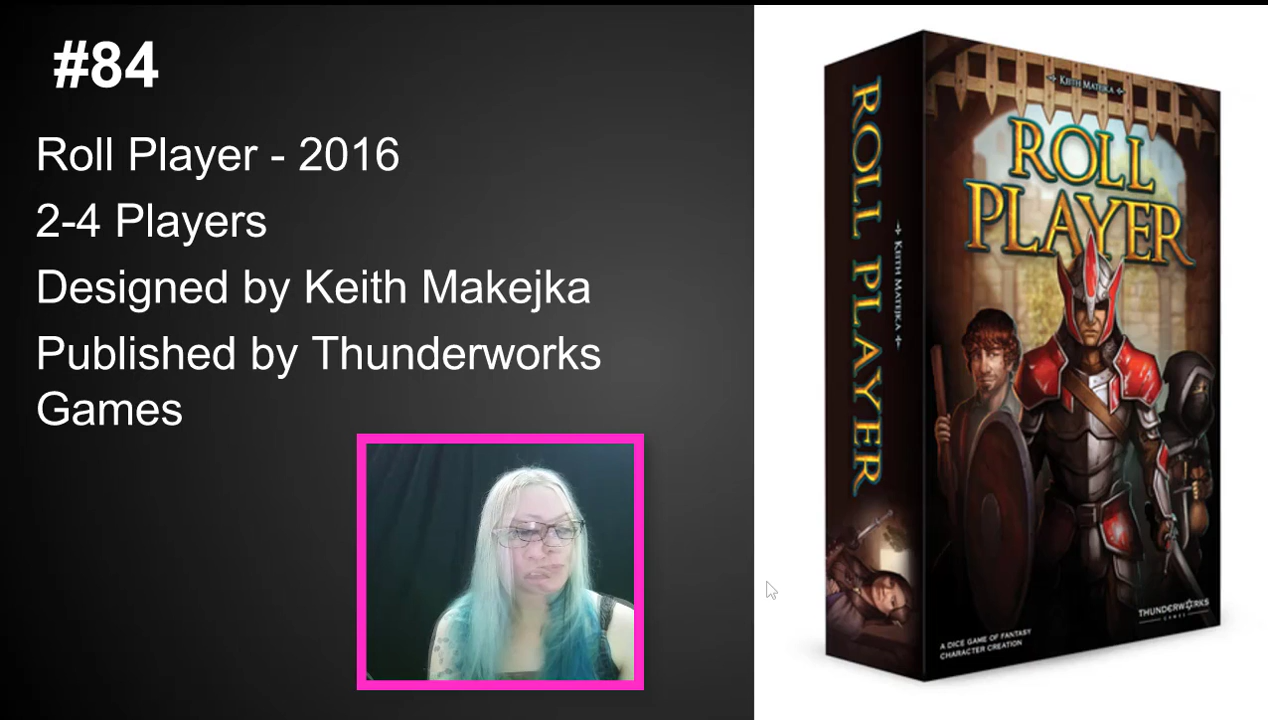 #84
Roll Player - 2016
2-4 Players
Designed by Keith Makejka
Published by Thunderworks
Games
ROLL PLAYER
KEITH MATEJKA
KEITH MATEJKA
ROLL
PLAYER
THUNDERWORKS
GAMES
A DICE GAME OF FANTASY
CHARACTER CREATION